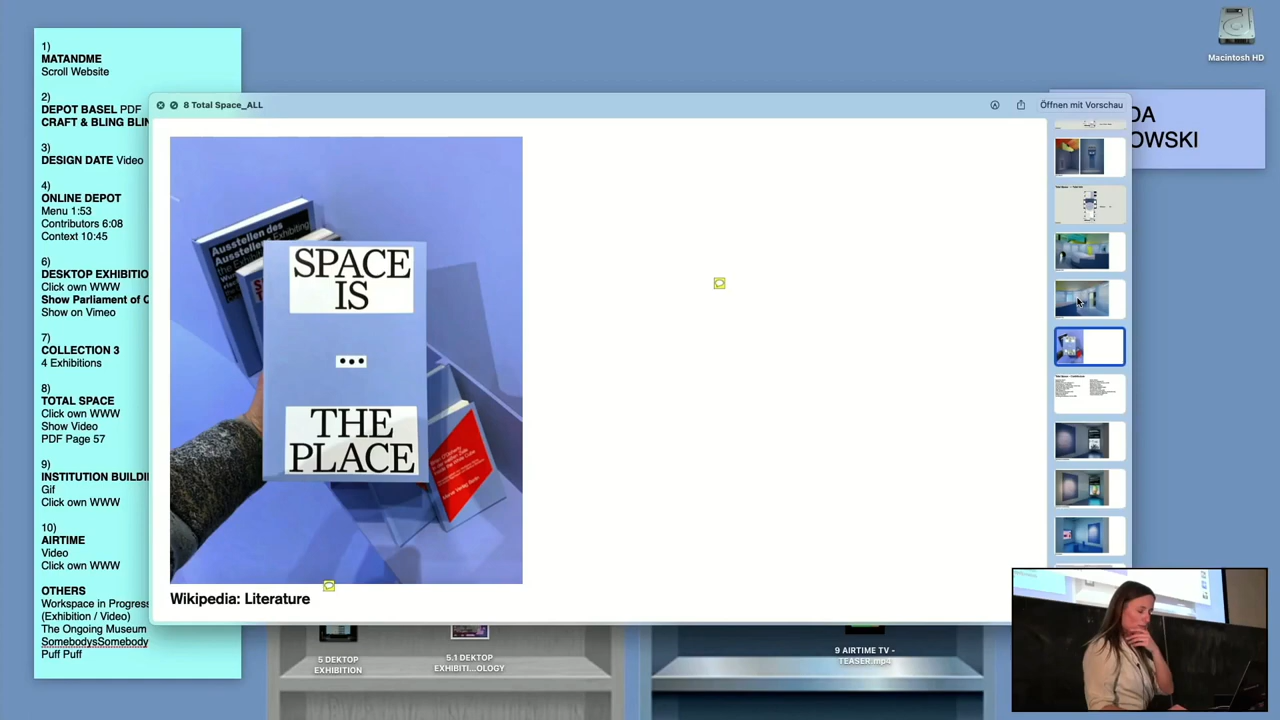 1)
MATANDME
Scroll Website
2)
DEPOT BASEL PDF
CRAFT & BLING BLIN
3)
DESIGN DATE Video
4)
ONLINE DEPOT
Menu 1:53
Contributors 6:08
Context 10:45
6)
DESKTOP EXHIBITIO
Click own WWW
Show Parliament of
Show on Vimeo
7)
COLLECTION 3
4 Exhibitions
8)
TOTAL SPACE
Click own WWW
Show Video
PDF Page 57
9)
INSTITUTION BUILDI
Gif
Click own WWW
10)
AIRTIME
Video
Click own WWW
OTHERS
Workspace in Progress
(Exhibition / Video)
The Ongoing Museum
SomebodysSomebody
Puff Puff
8 Total Space_ALL
Öffnen mit Vorschau
Ausstellen des
Ausstellens
SPACE
IS
•••
THE
PLACE
Wikipedia: Literature
Macintosh HD
DA
OWSKI
5 DEKTOP
EXHIBITION
5.1 DEKTOP
EXHIBITI...OLOGY
9 AIRTIME TV -
TEASER.mp4